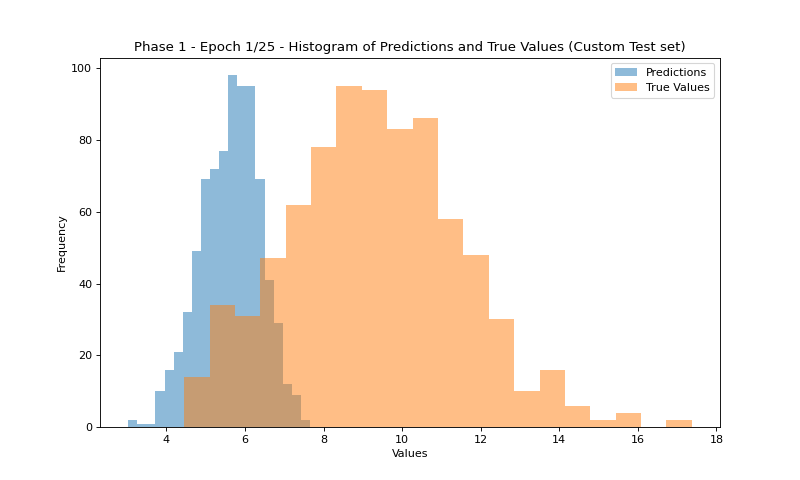 Phase 1 - Epoch 1/25 - Histogram of Predictions and True Values (Custom Test set)
Predictions
True Values
100
80
60
40
20
0
Frequency
4
6
8
10
12
14
16
18
Values